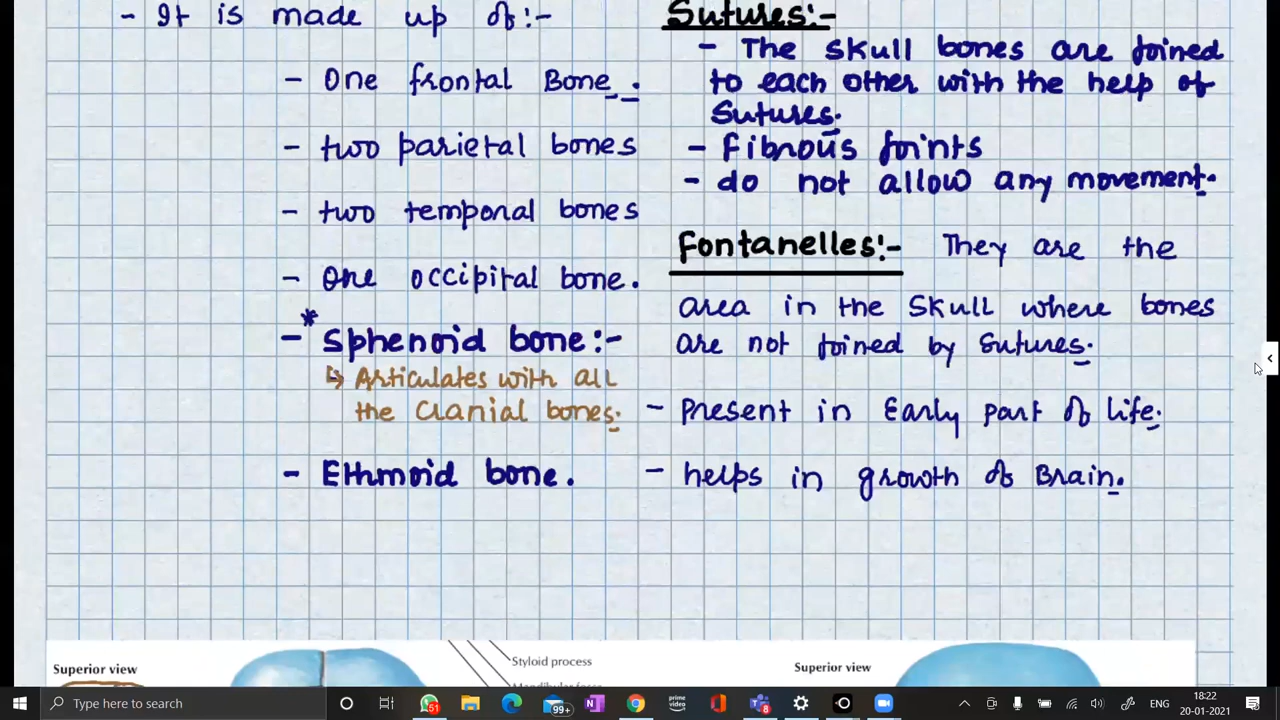 - It is made up of:-
- One frontal Bone.
- two parietal bones
- two temporal bones
- One occipital bone.
* - Sphenoid bone:-
↳ Articulates with all
the Cranial bones.
- Ethmoid bone.
Sutures:-
- The Skull bones are joined
to each other with the help of
Sutures.
- Fibrous joints
- do not allow any movement.
Fontanelles:- They are the
area in the Skull where bones
are not joined by Sutures.
- Present in Early part of life.
- helps in growth of Brain.
Superior view
Styloid process
Superior view
Type here to search
51
99+
8
ENG
18:22
20-01-2021